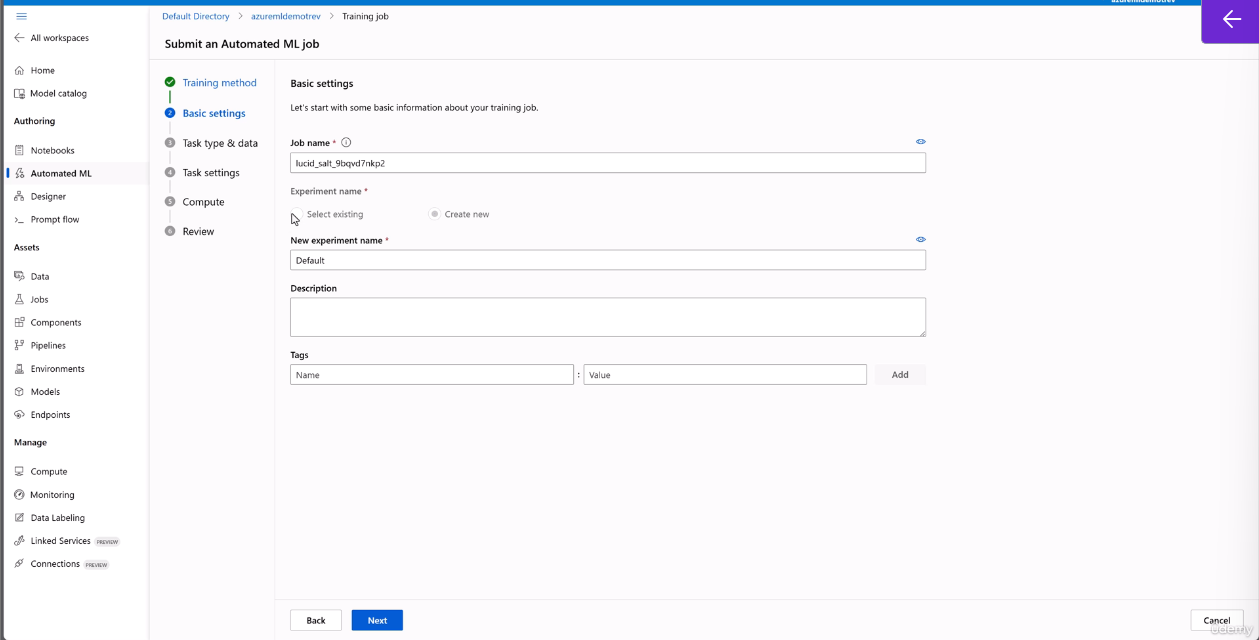 azuremldemotrev
Default Directory > azuremldemotrev > Training job
All workspaces
Submit an Automated ML job
Home
Model catalog
Authoring
Notebooks
Automated ML
Designer
Prompt flow
Assets
Data
Jobs
Components
Pipelines
Environments
Models
Endpoints
Manage
Compute
Monitoring
Data Labeling
Linked Services PREVIEW
Connections PREVIEW
Training method
2 Basic settings
3 Task type & data
4 Task settings
5 Compute
6 Review
Basic settings
Let's start with some basic information about your training job.
Job name *
lucid_salt_9bqvd7nkp2
Experiment name *
Select existing
Create new
New experiment name *
Default
Description
Tags
Name : Value Add
Back
Next
Cancel
udemy